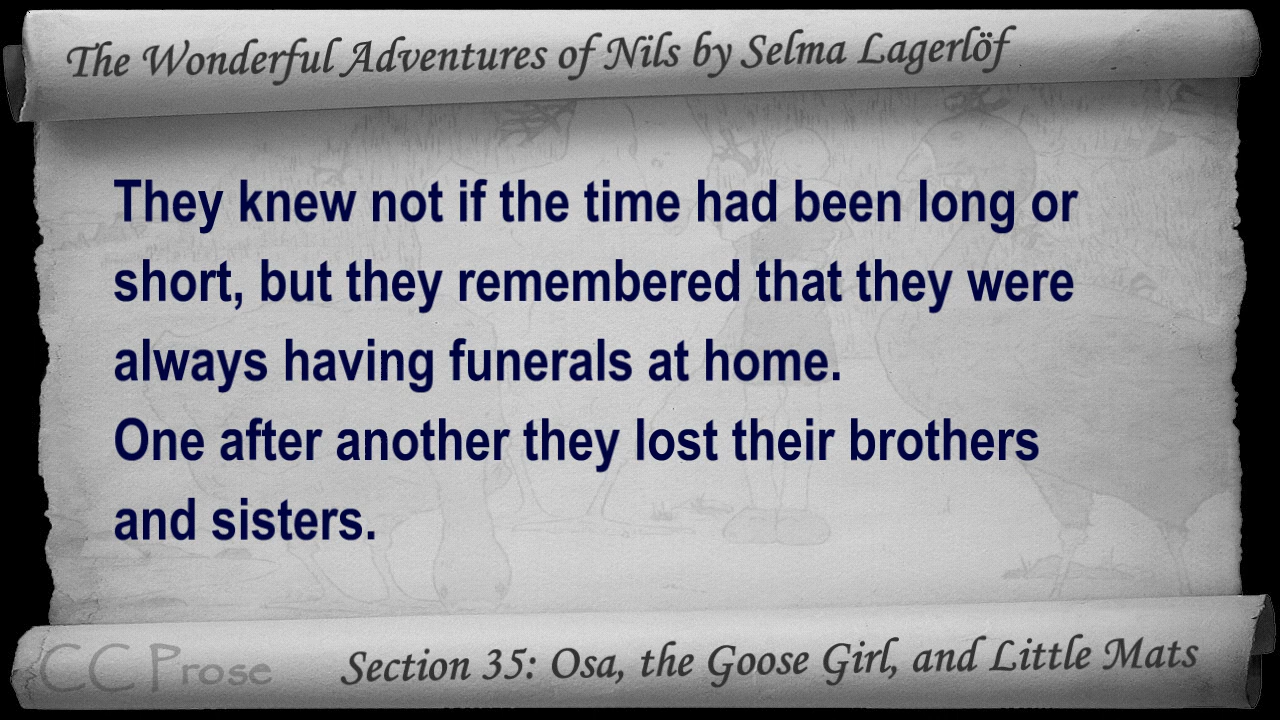 The Wonderful Adventures of Nils by Selma Lagerlöf
They knew not if the time had been long or
short, but they remembered that they were
always having funerals at home.
One after another they lost their brothers
and sisters.
CC Prose
Section 35: Osa, the Goose Girl, and Little Mats